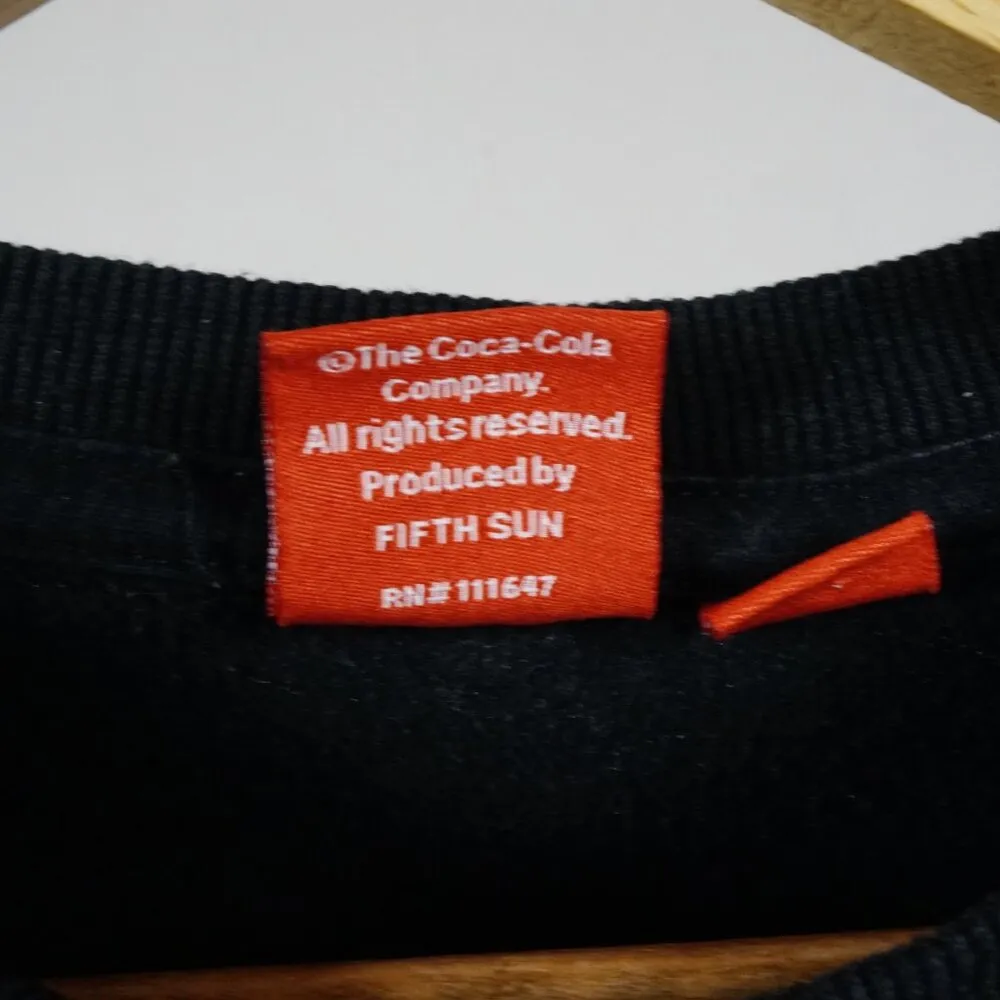 ©The Coca-Cola
Company.
All rights reserved.
Produced by
FIFTH SUN
RN# 111647